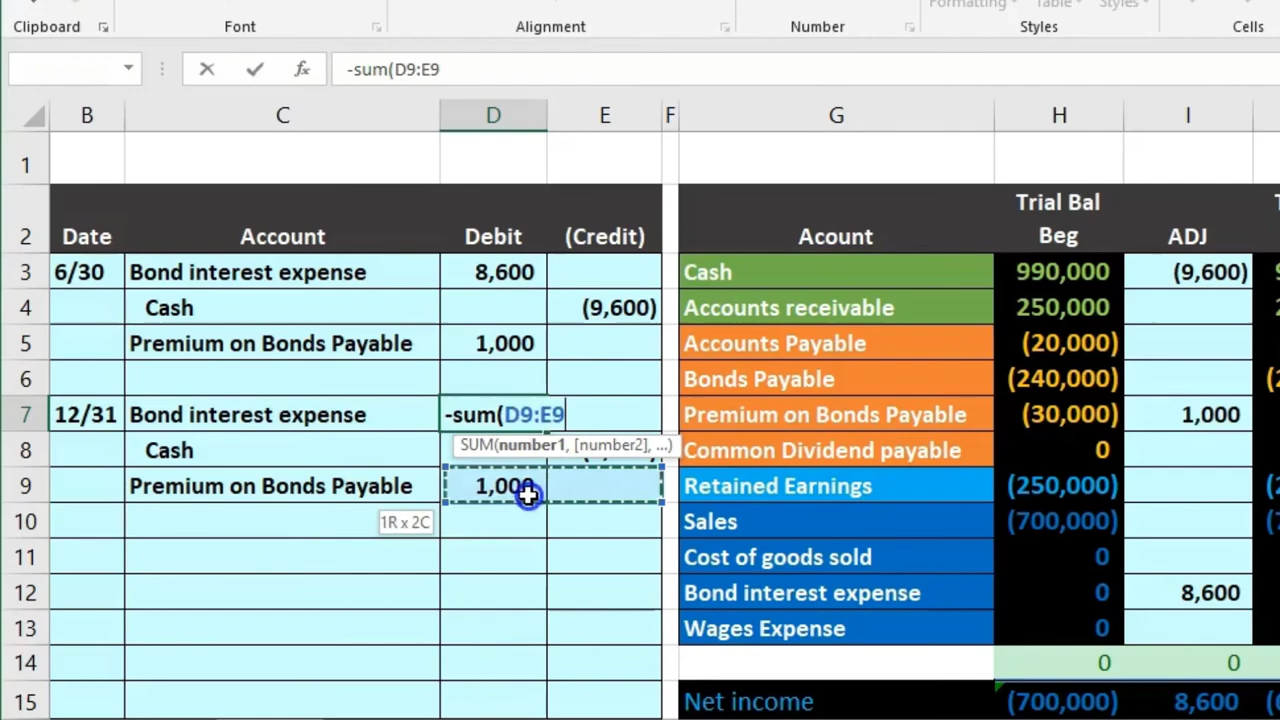 Formatting Table Styles
Clipboard Font Alignment Number Styles Cells
-sum(D9:E9
B C D E F G H I
1
Trial Bal
2 Date Account Debit (Credit) Acount Beg ADJ
3 6/30 Bond interest expense 8,600 Cash 990,000 (9,600)
4 Cash (9,600) Accounts receivable 250,000
5 Premium on Bonds Payable 1,000 Accounts Payable (20,000)
6 Bonds Payable (240,000)
7 12/31 Bond interest expense -sum(D9:E9 Premium on Bonds Payable (30,000) 1,000
SUM(number1, [number2], ...)
8 Cash Common Dividend payable 0
9 Premium on Bonds Payable 1,000 Retained Earnings (250,000)
10 1R x 2C Sales (700,000)
11 Cost of goods sold 0
12 Bond interest expense 0 8,600
13 Wages Expense 0
14 0 0
15 Net income (700,000) 8,600